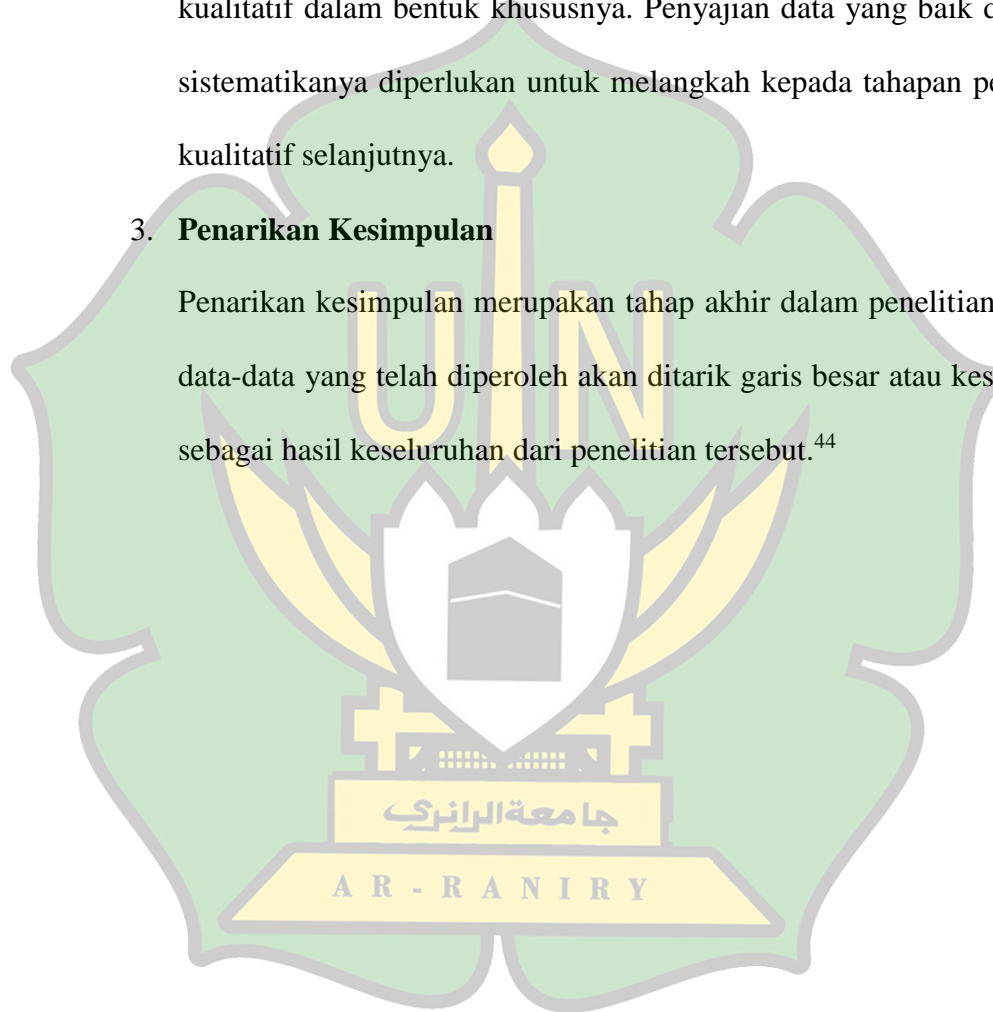 kualitatif dalam bentuk khususnya. Penyajian data yang baik
sistematikanya diperlukan untuk melangkah kepada tahapan
kualitatif selanjutnya.
3. Penarikan Kesimpulan
Penarikan kesimpulan merupakan tahap akhir dalam penelitian
data-data yang telah diperoleh akan ditarik garis besar atau
sebagai hasil keseluruhan dari penelitian tersebut.44
UIN
جامعةالرانري
AR-RANIRY